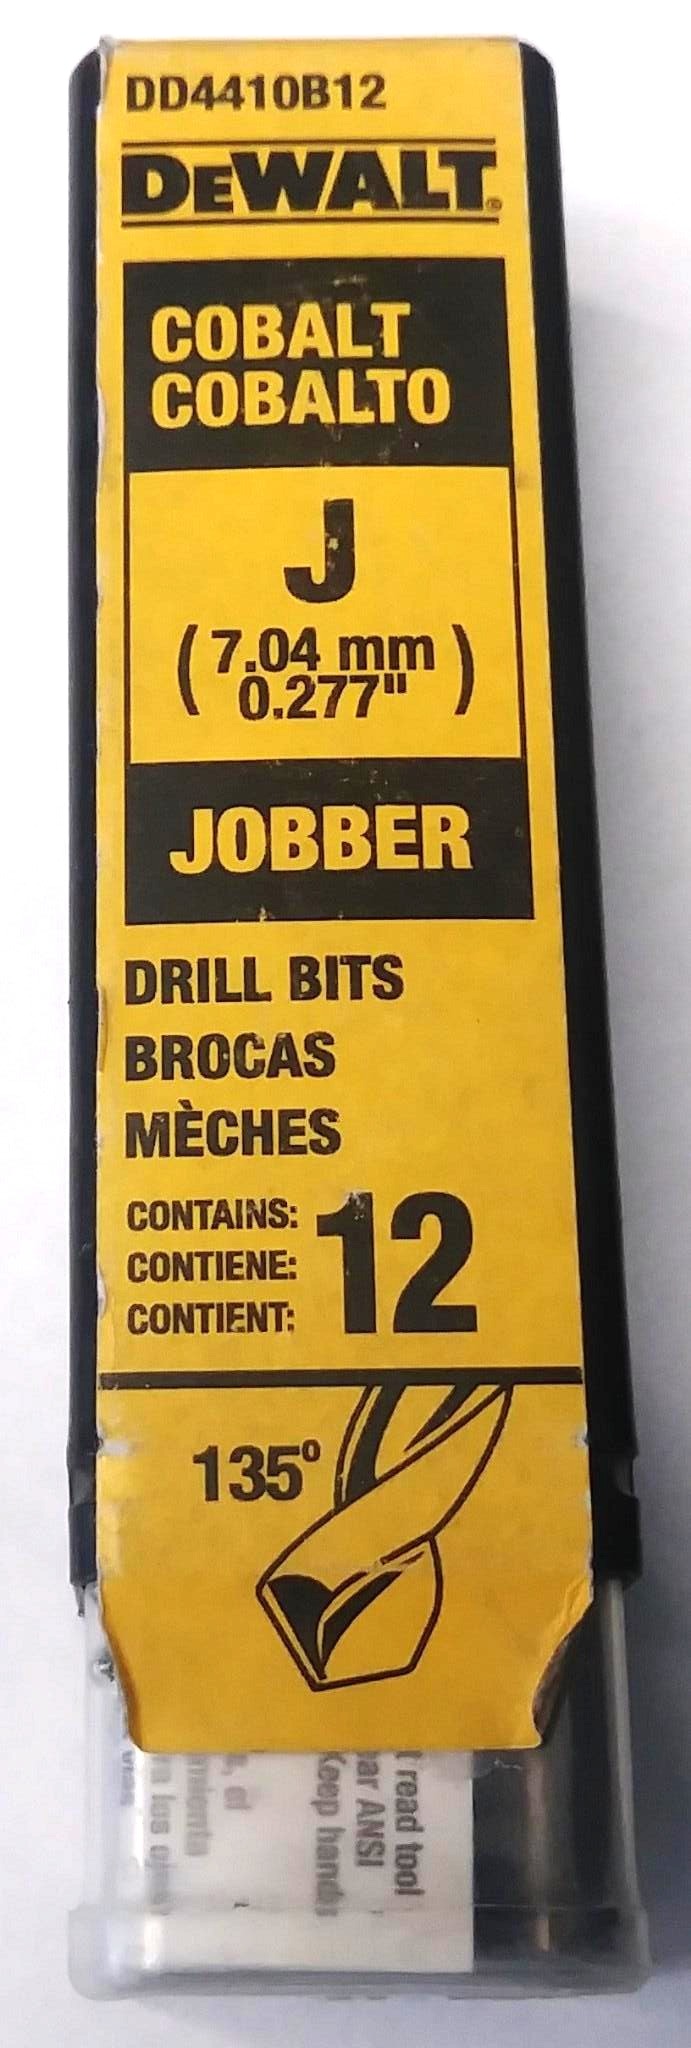 DD4410B12
DEWALT®
COBALT
COBALTO
J
(7.04 mm
0.277")
JOBBER
DRILL BITS
BROCAS
MÈCHES
CONTAINS: 12
CONTIENE:
CONTIENT:
135°
t read tool
ar ANSI
Keep hands